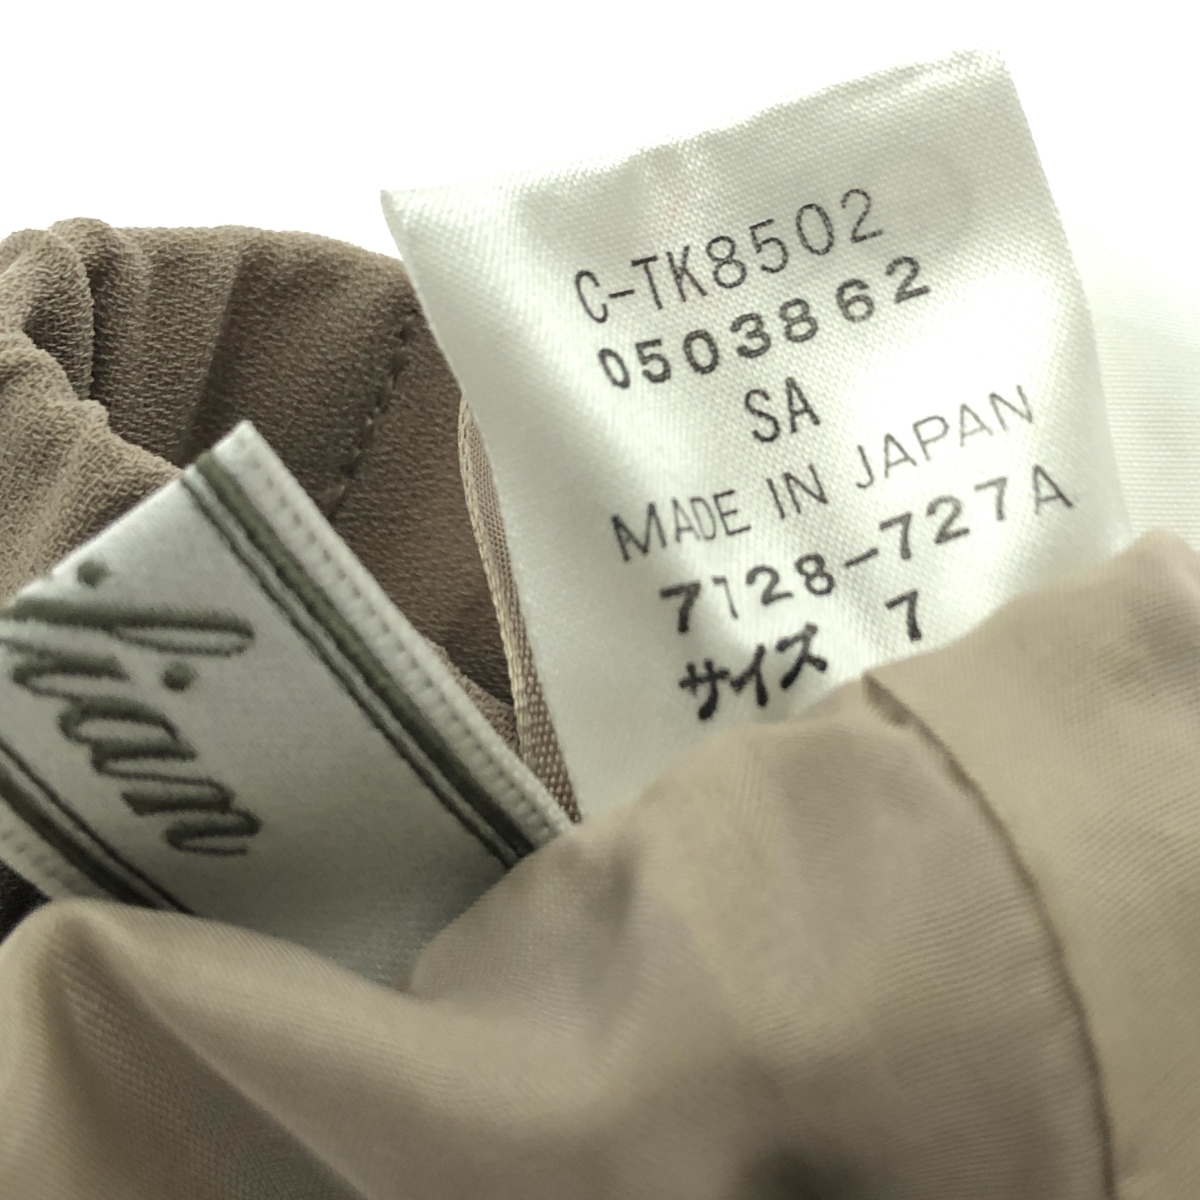 C-TK8502
0503862
SA
MADE IN JAPAN
7128-727A
サイズ 7